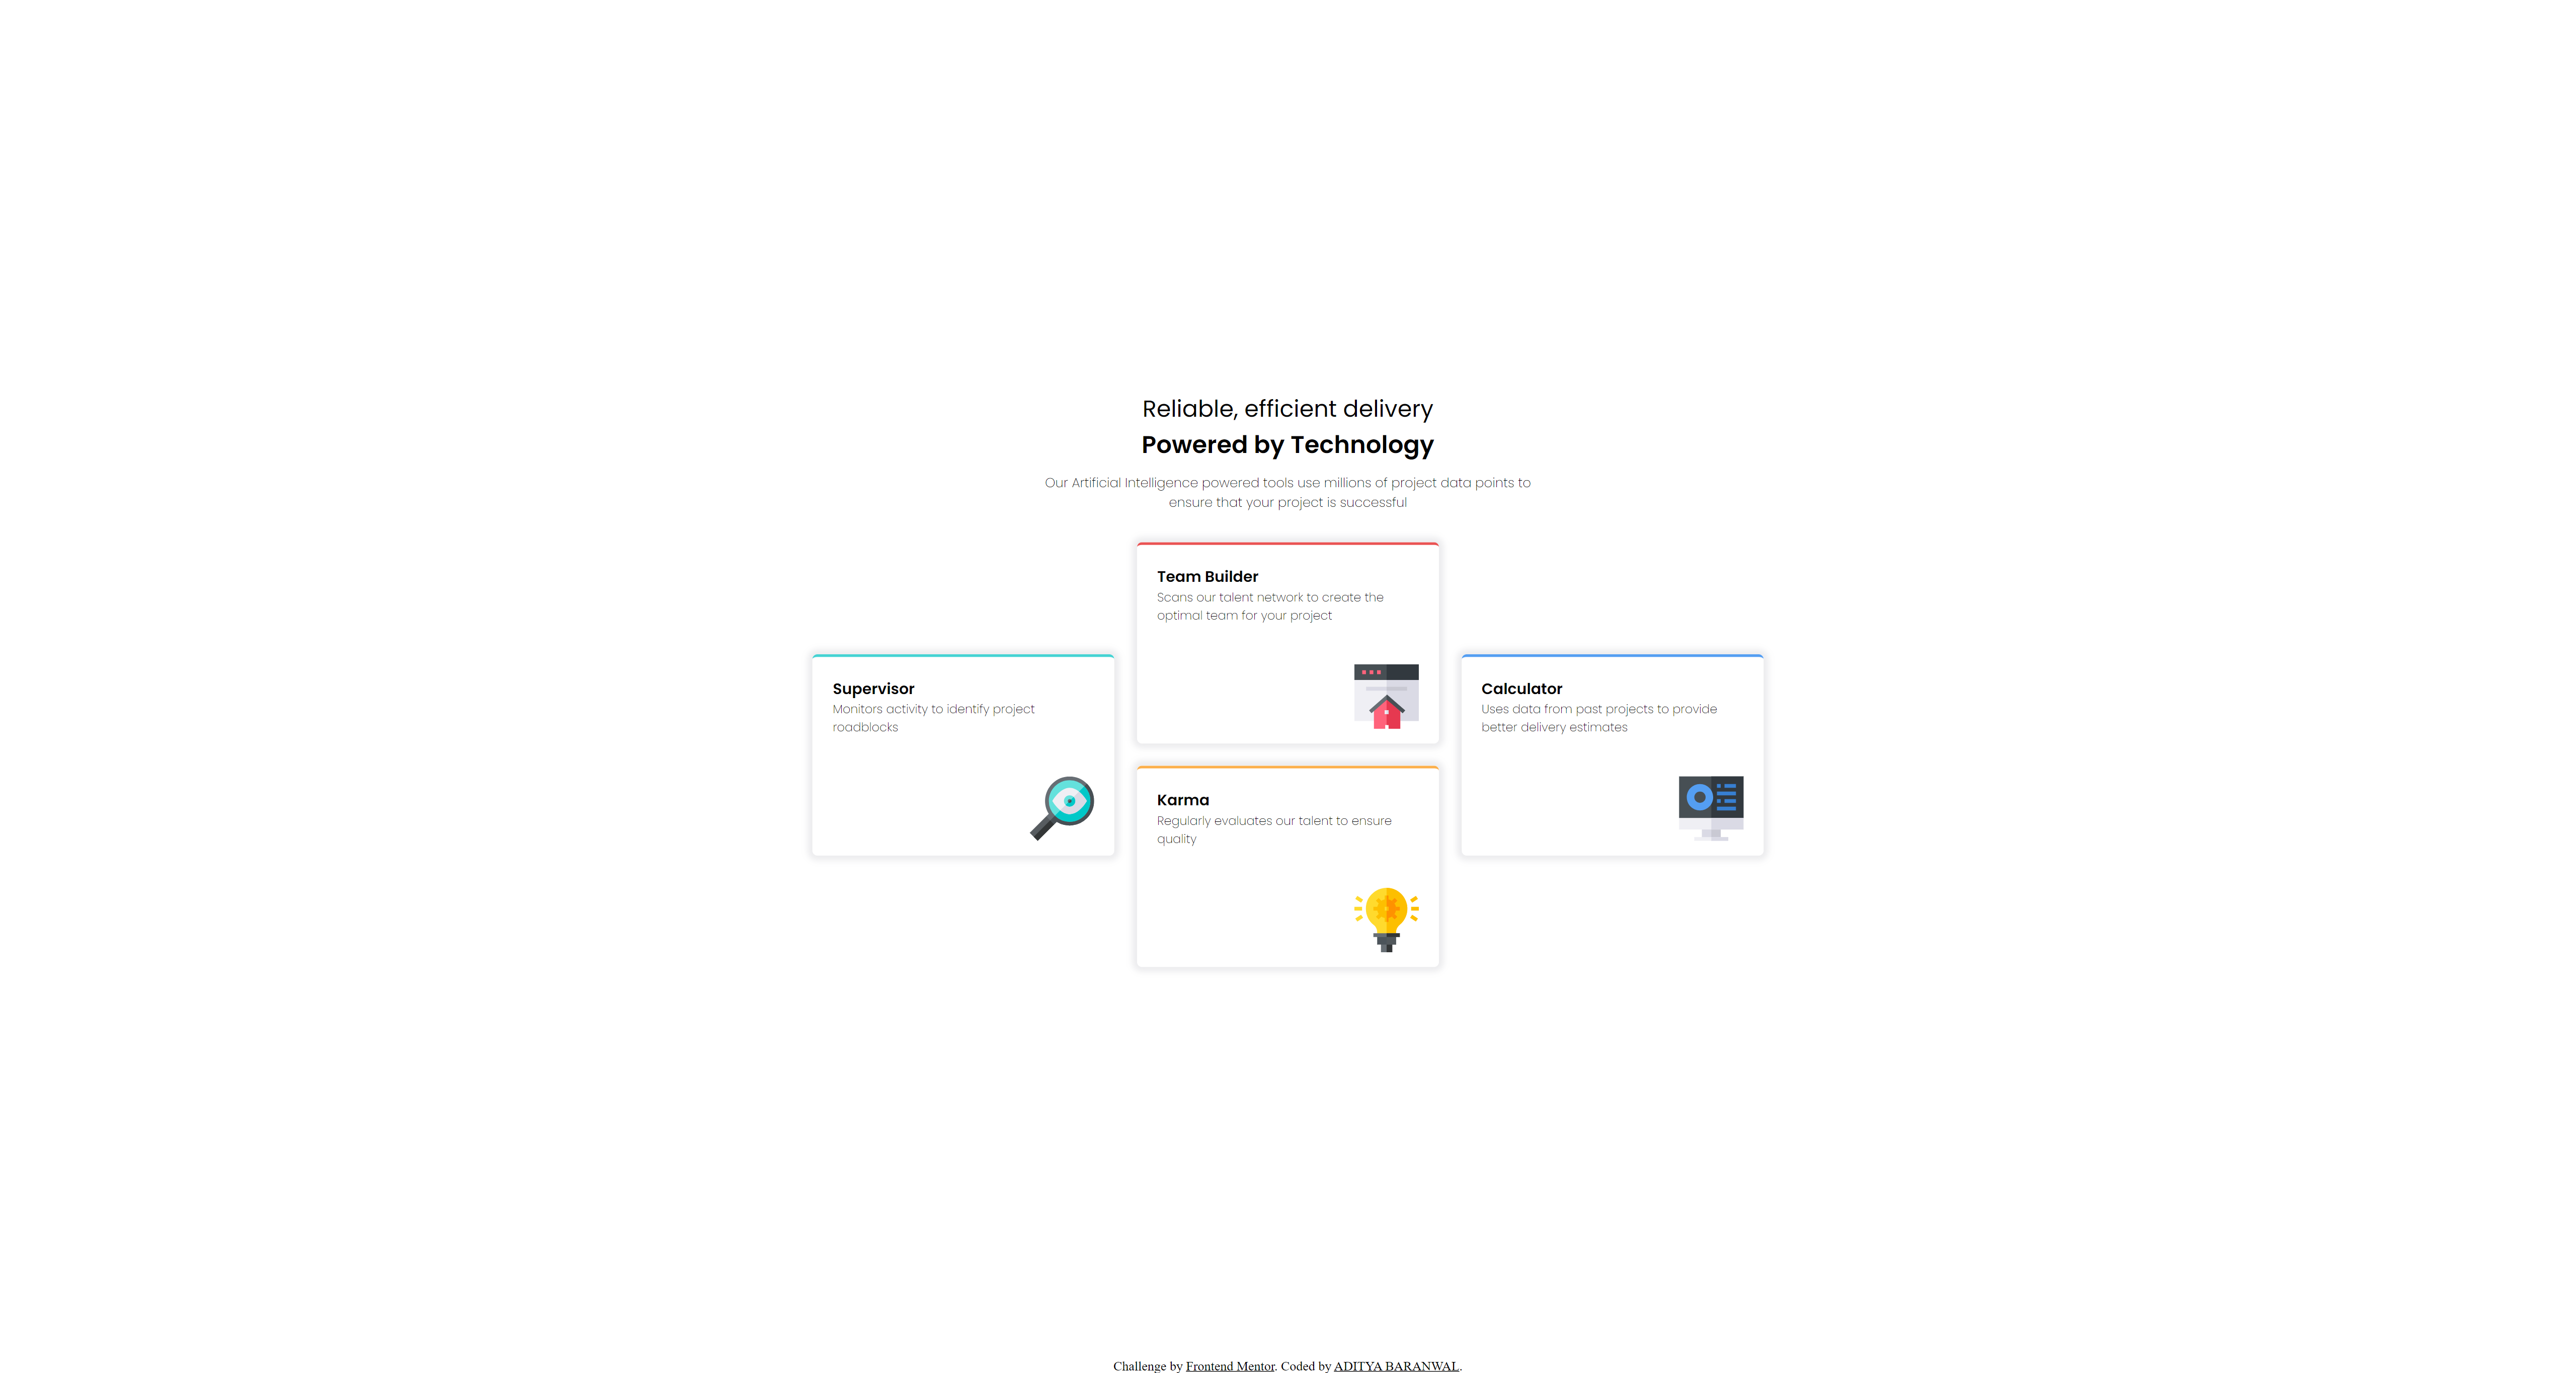 Reliable, efficient delivery
Powered by Technology
Our Artificial Intelligence powered tools use millions of project data points to
ensure that your project is successful
Supervisor
Monitors activity to identify project
roadblocks
Team Builder
Scans our talent network to create the
optimal team for your project
Karma
Regularly evaluates our talent to ensure
quality
Calculator
Uses data from past projects to provide
better delivery estimates
Challenge by Frontend Mentor. Coded by ADITYA BARANWAL.